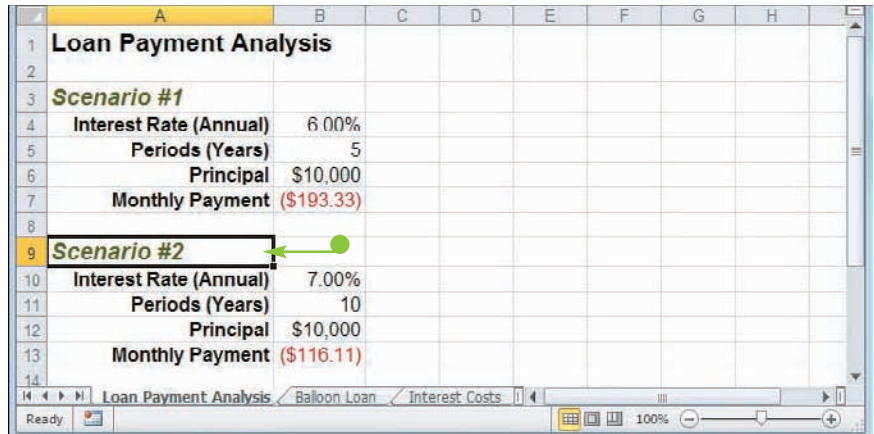 A B C D E F G H
1 Loan Payment Analysis
2
3 Scenario #1
4 Interest Rate (Annual) 6.00%
5 Periods (Years) 5
6 Principal $10,000
7 Monthly Payment ($193.33)
8
9 Scenario #2
10 Interest Rate (Annual) 7.00%
11 Periods (Years) 10
12 Principal $10,000
13 Monthly Payment ($116.11)
14
Loan Payment Analysis Balloon Loan Interest Costs
Ready 100%